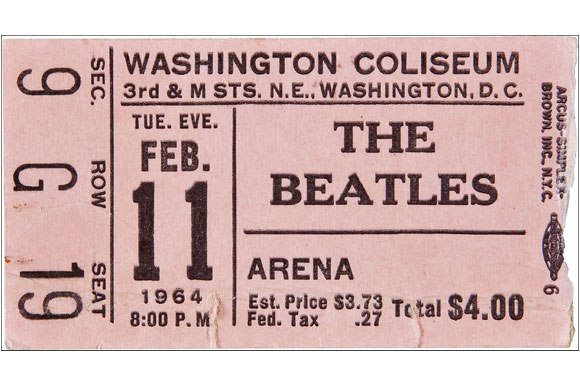 WASHINGTON COLISEUM
3rd & M STS. N.E., WASHINGTON, D.C.
TUE. EVE.
FEB.
11
1964
8:00 P.M
THE
BEATLES
ARENA
Est. Price $3.73
Fed. Tax .27
Total $4.00
SEC. ROW SEAT
9 G 19
ARCUS-SIMPLEX-
BROWN, INC. N.Y.C.
6